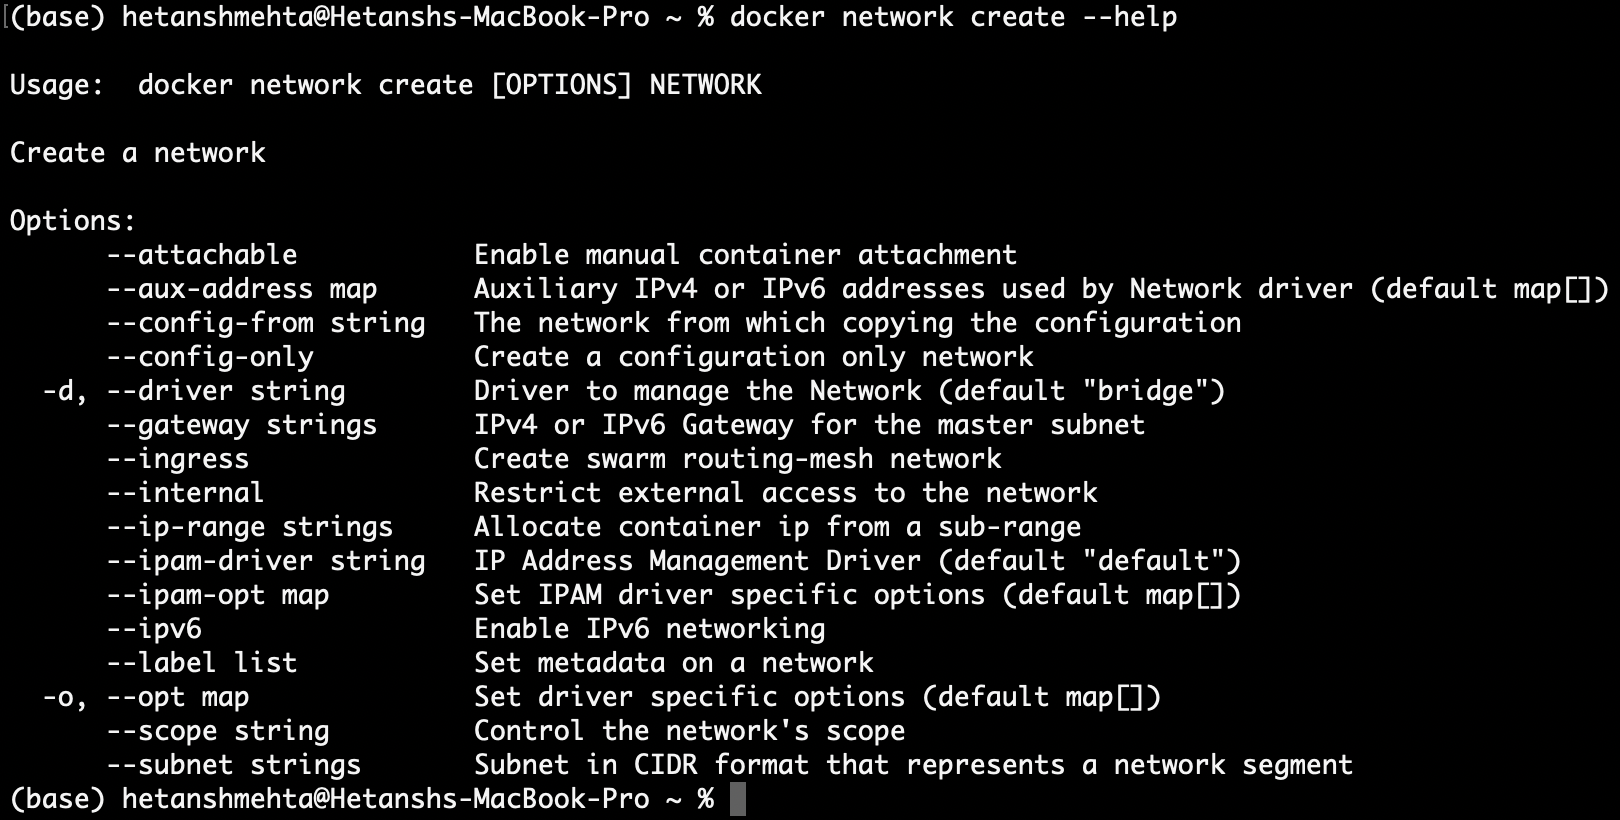 (base) hetanshmehta@Hetanshs-MacBook-Pro ~ % docker network create --help
Usage:  docker network create [OPTIONS] NETWORK
Create a network
Options:
      --attachable           Enable manual container attachment
      --aux-address map      Auxiliary IPv4 or IPv6 addresses used by Network driver (default map[])
      --config-from string   The network from which copying the configuration
      --config-only          Create a configuration only network
  -d, --driver string        Driver to manage the Network (default "bridge")
      --gateway strings      IPv4 or IPv6 Gateway for the master subnet
      --ingress              Create swarm routing-mesh network
      --internal             Restrict external access to the network
      --ip-range strings     Allocate container ip from a sub-range
      --ipam-driver string   IP Address Management Driver (default "default")
      --ipam-opt map         Set IPAM driver specific options (default map[])
      --ipv6                 Enable IPv6 networking
      --label list           Set metadata on a network
  -o, --opt map              Set driver specific options (default map[])
      --scope string         Control the network's scope
      --subnet strings       Subnet in CIDR format that represents a network segment
(base) hetanshmehta@Hetanshs-MacBook-Pro ~ %